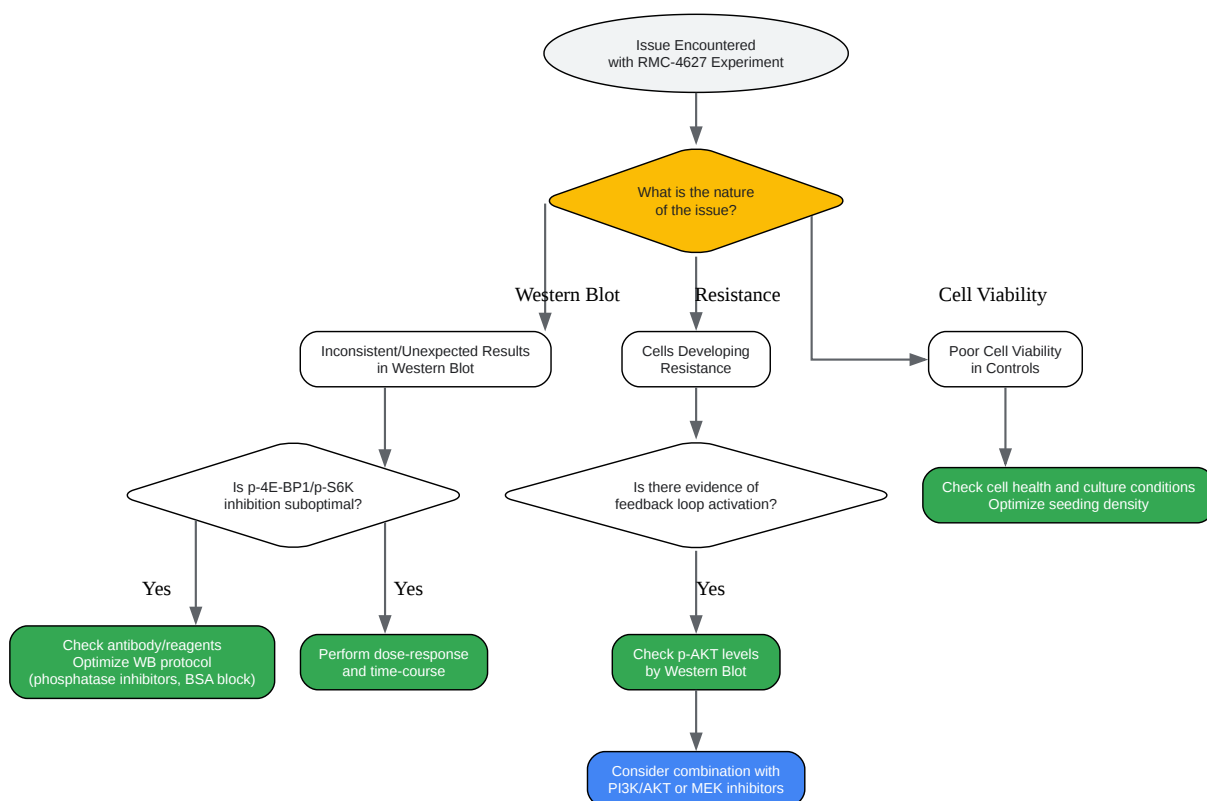 Issue Encountered
with RMC-4627 Experiment
What is the nature
of the issue?
Western Blot
Resistance
Cell Viability
Inconsistent/Unexpected Results
in Western Blot
Cells Developing
Resistance
Poor Cell Viability
in Controls
Is p-4E-BP1/p-S6K
inhibition suboptimal?
Is there evidence of
feedback loop activation?
Check cell health and culture conditions
Optimize seeding density
Yes
Yes
Yes
Check antibody/reagents
Optimize WB protocol
(phosphatase inhibitors, BSA block)
Perform dose-response
and time-course
Check p-AKT levels
by Western Blot
Consider combination with
PI3K/AKT or MEK inhibitors